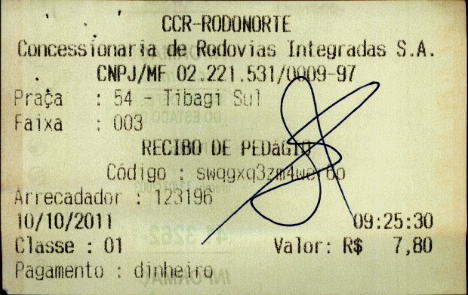 CCR-RODONORTE
Concessionaria de Rodovias Integradas S.A.
CNPJ/MF 02.221.531/0009-97
Praça : 54 - Tibagi Sul
Faixa : 003
RECIBO DE PEDáGIO
Código :
Arrecadador : 123196
10/10/2011 09:25:30
Classe : 01 Valor: R$ 7,80
Pagamento : dinheiro